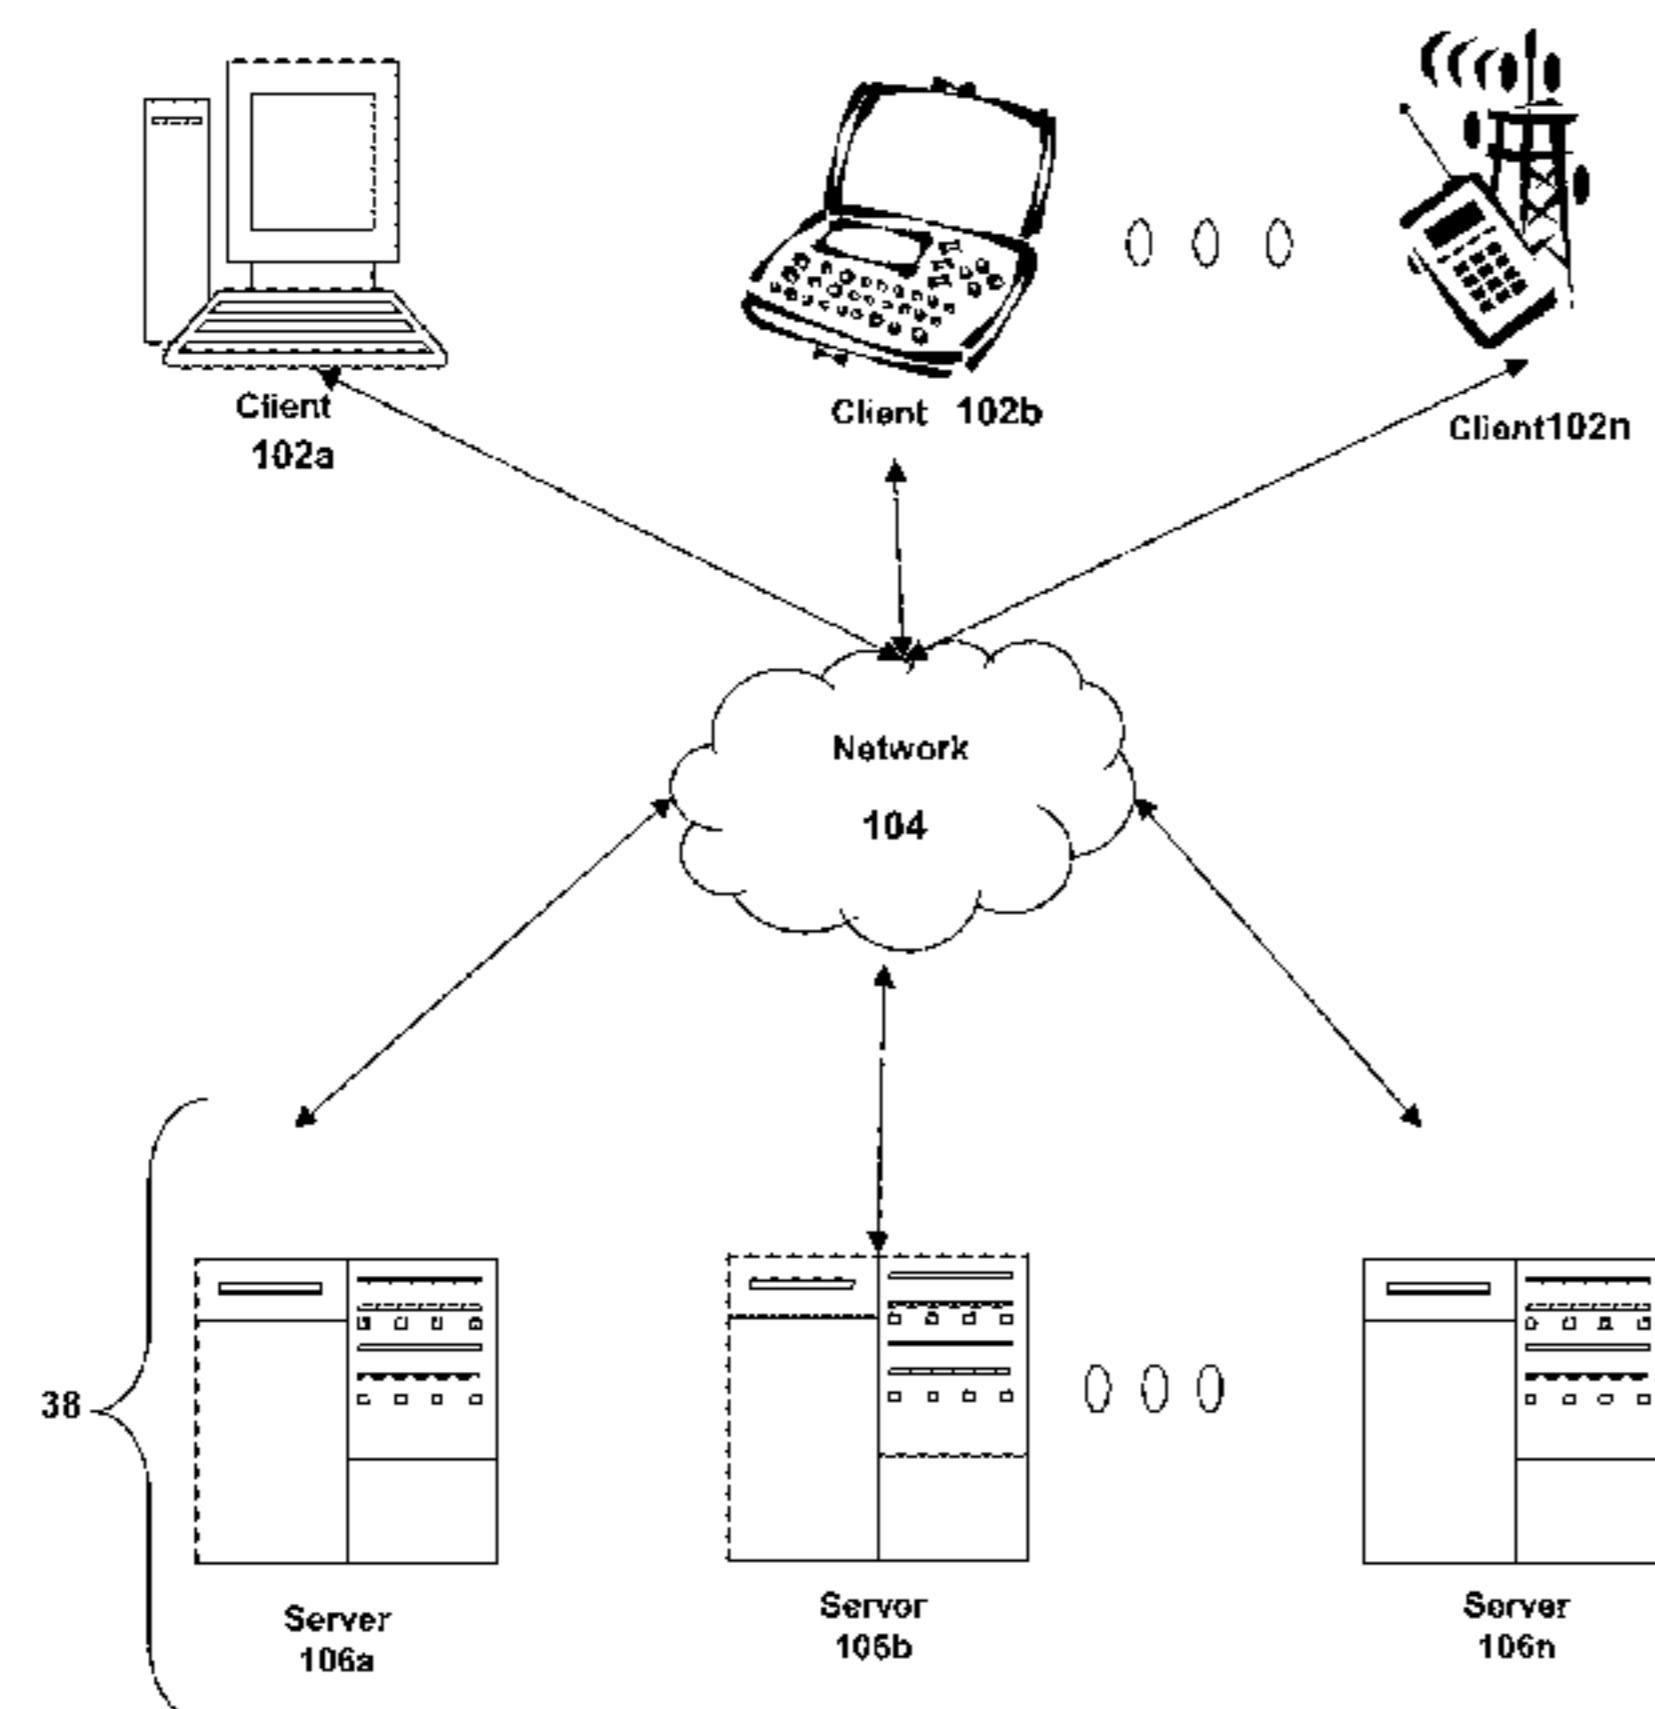 Client
102a
Client 102b
Client102n
Network
104
38
Server
106a
Server
106b
Server
106n